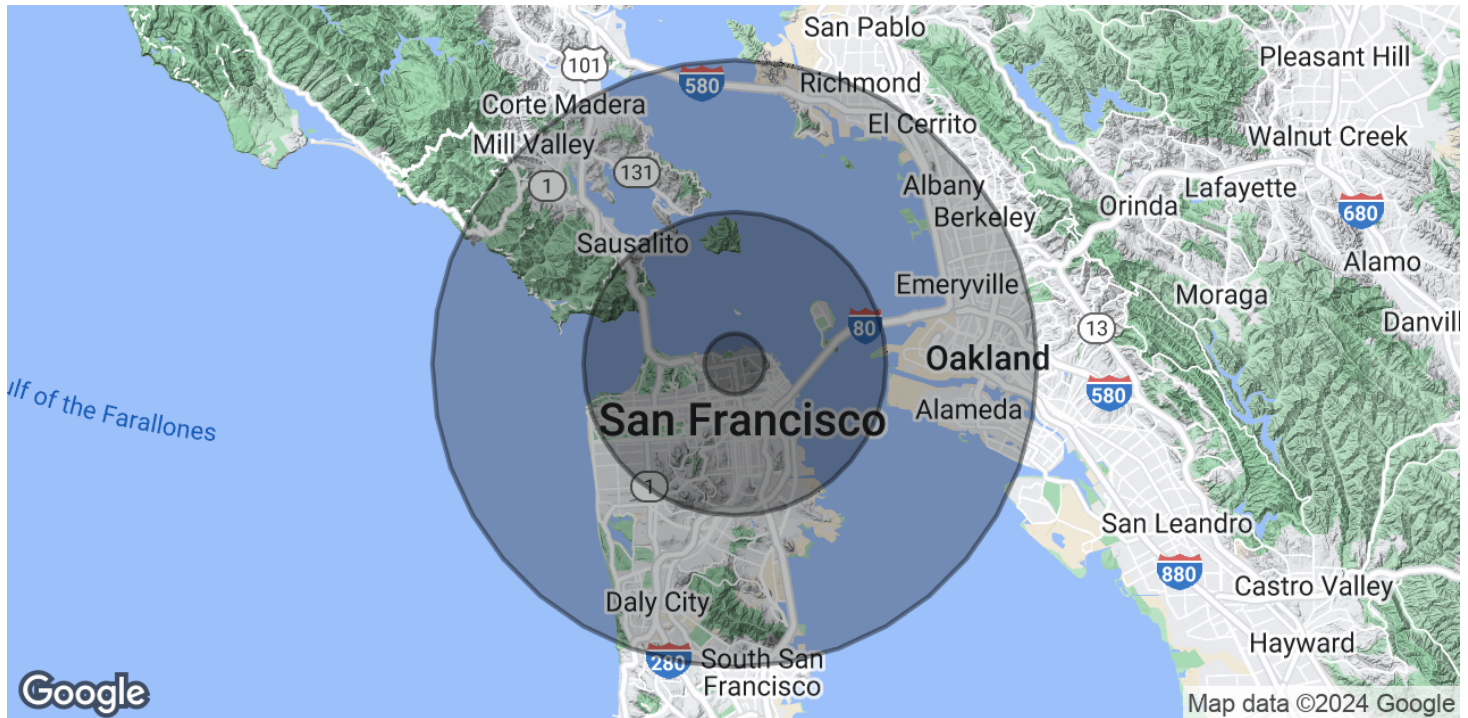 San Pablo
Pleasant Hill
101
580
Richmond
Corte Madera
El Cerrito
Walnut Creek
Mill Valley
131
1
Albany
Lafayette
Orinda
680
Berkeley
Sausalito
Alamo
Emeryville
Moraga
80
13
Danvill
Oakland
580
ulf of the Farallones
San Francisco
Alameda
1
San Leandro
880
Castro Valley
Daly City
Hayward
280
South San
Francisco
Google
Map data ©2024 Google